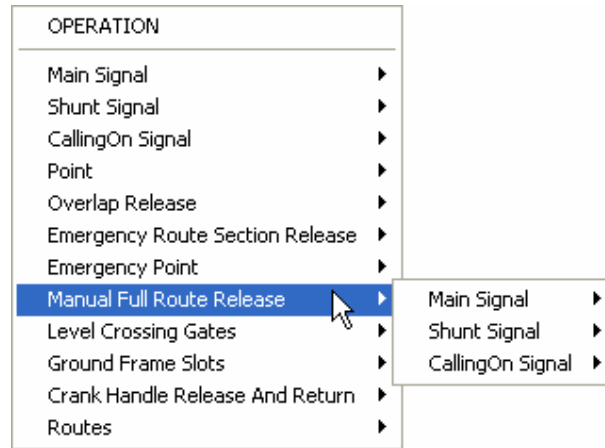 OPERATION
Main Signal
Shunt Signal
CallingOn Signal
Point
Overlap Release
Emergency Route Section Release
Emergency Point
Manual Full Route Release
Level Crossing Gates
Ground Frame Slots
Crank Handle Release And Return
Routes
Main Signal
Shunt Signal
CallingOn Signal